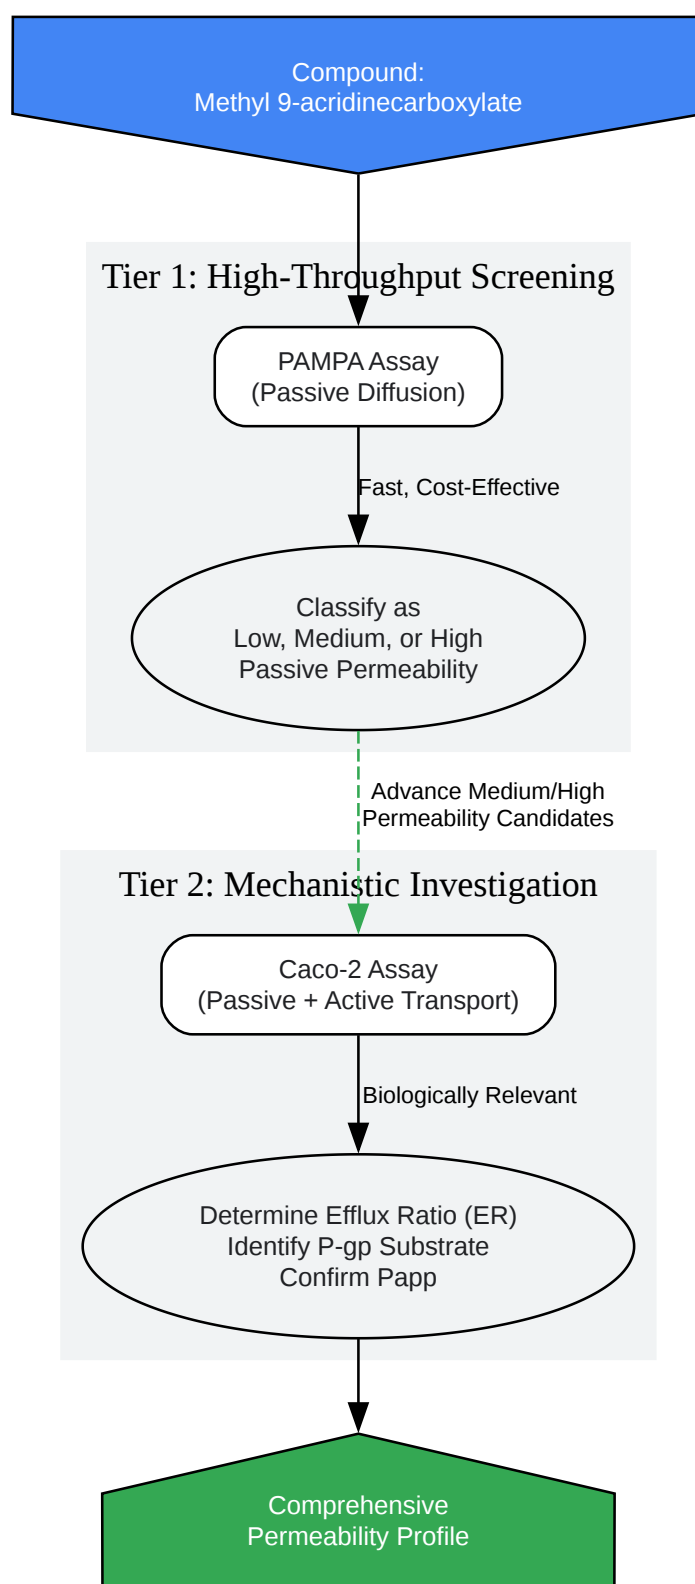 Compound:
Methyl 9-acridinecarboxylate
Tier 1: High-Throughput Screening
PAMPA Assay
(Passive Diffusion)
Fast, Cost-Effective
Classify as
Low, Medium, or High
Passive Permeability
Advance Medium/High
Permeability Candidates
Tier 2: Mechanistic Investigation
Caco-2 Assay
(Passive + Active Transport)
Biologically Relevant
Determine Efflux Ratio (ER)
Identify P-gp Substrate
Confirm Papp
Comprehensive
Permeability Profile